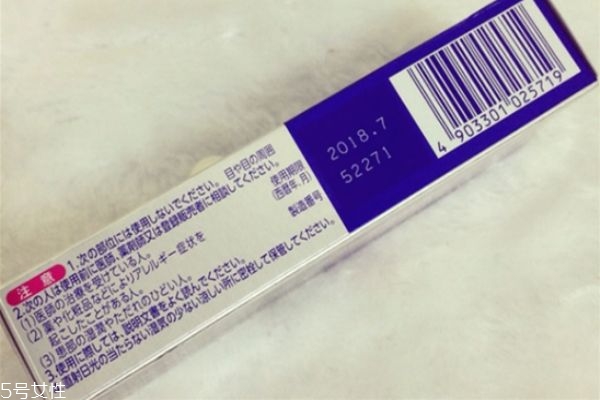 注意
1.次の部位には使用しないでください。目や目の周囲
2.次の人は使用前に医師、薬剤師又は登録販売者に相談してください。
(1)医師の治療を受けている人。
(2)薬や化粧品などによりアレルギー症状を
起こしたことがある人。
(3)患部の湿潤やただれのひどい人。
3.使用に際しては、説明文書をよく読んでください。
直射日光の当たらない湿気の少ない涼しい所に密栓して保管してください。
使用期限
(西暦年.月)
製造番号
2018.7
52271
4 903301 025719
5号女性